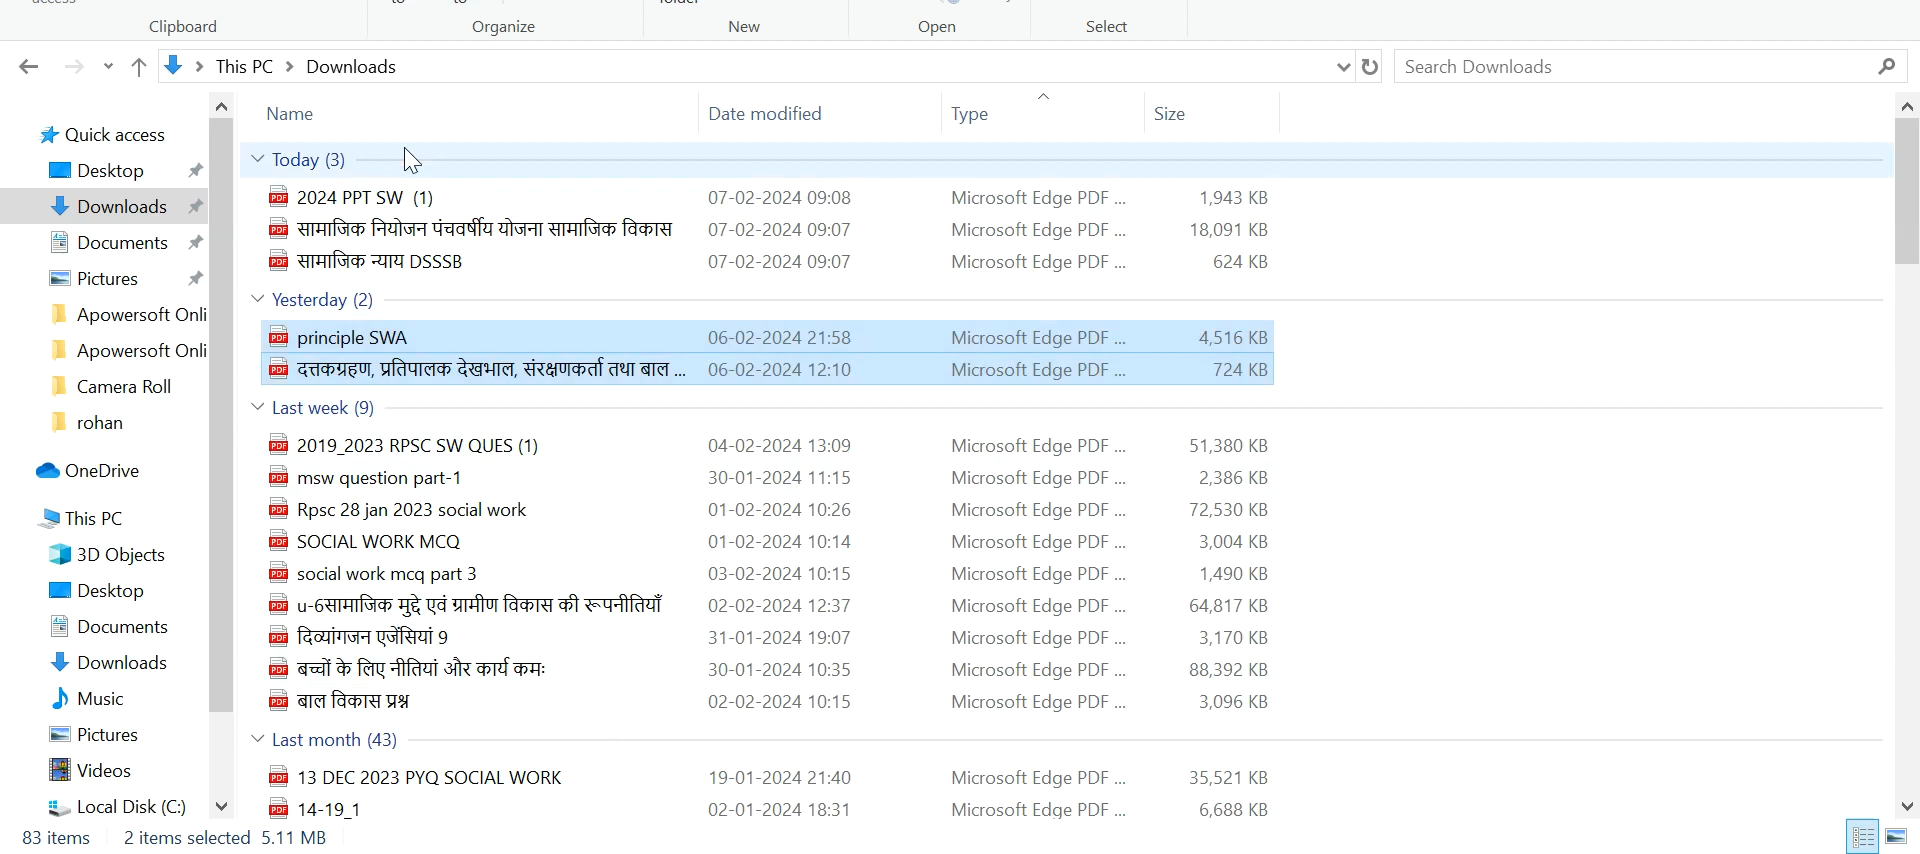 Clipboard Organize New Open Select
This PC > Downloads Search Downloads
Name Date modified Type Size
Quick access
Desktop
Downloads
Documents
Pictures
Apowersoft Onli
Apowersoft Onli
Camera Roll
rohan
OneDrive
This PC
3D Objects
Desktop
Documents
Downloads
Music
Pictures
Videos
Local Disk (C:)
Today (3)
2024 PPT SW (1) 07-02-2024 09:08 Microsoft Edge PDF ... 1,943 KB
सामाजिक नियोजन पंचवर्षीय योजना सामाजिक विकास 07-02-2024 09:07 Microsoft Edge PDF ... 18,091 KB
सामाजिक न्याय DSSSB 07-02-2024 09:07 Microsoft Edge PDF ... 624 KB
Yesterday (2)
principle SWA 06-02-2024 21:58 Microsoft Edge PDF ... 4,516 KB
दत्तकग्रहण, प्रतिपालक देखभाल, संरक्षणकर्ता तथा बाल ... 06-02-2024 12:10 Microsoft Edge PDF ... 724 KB
Last week (9)
2019_2023 RPSC SW QUES (1) 04-02-2024 13:09 Microsoft Edge PDF ... 51,380 KB
msw question part-1 30-01-2024 11:15 Microsoft Edge PDF ... 2,386 KB
Rpsc 28 jan 2023 social work 01-02-2024 10:26 Microsoft Edge PDF ... 72,530 KB
SOCIAL WORK MCQ 01-02-2024 10:14 Microsoft Edge PDF ... 3,004 KB
social work mcq part 3 03-02-2024 10:15 Microsoft Edge PDF ... 1,490 KB
u-6सामाजिक मुद्दे एवं ग्रामीण विकास की रूपनीतियाँ 02-02-2024 12:37 Microsoft Edge PDF ... 64,817 KB
दिव्यांगजन एजेंसियां 9 31-01-2024 19:07 Microsoft Edge PDF ... 3,170 KB
बच्चों के लिए नीतियां और कार्य कमः 30-01-2024 10:35 Microsoft Edge PDF ... 88,392 KB
बाल विकास प्रश्न 02-02-2024 10:15 Microsoft Edge PDF ... 3,096 KB
Last month (43)
13 DEC 2023 PYQ SOCIAL WORK 19-01-2024 21:40 Microsoft Edge PDF ... 35,521 KB
14-19_1 02-01-2024 18:31 Microsoft Edge PDF ... 6,688 KB
83 items 2 items selected 5.11 MB